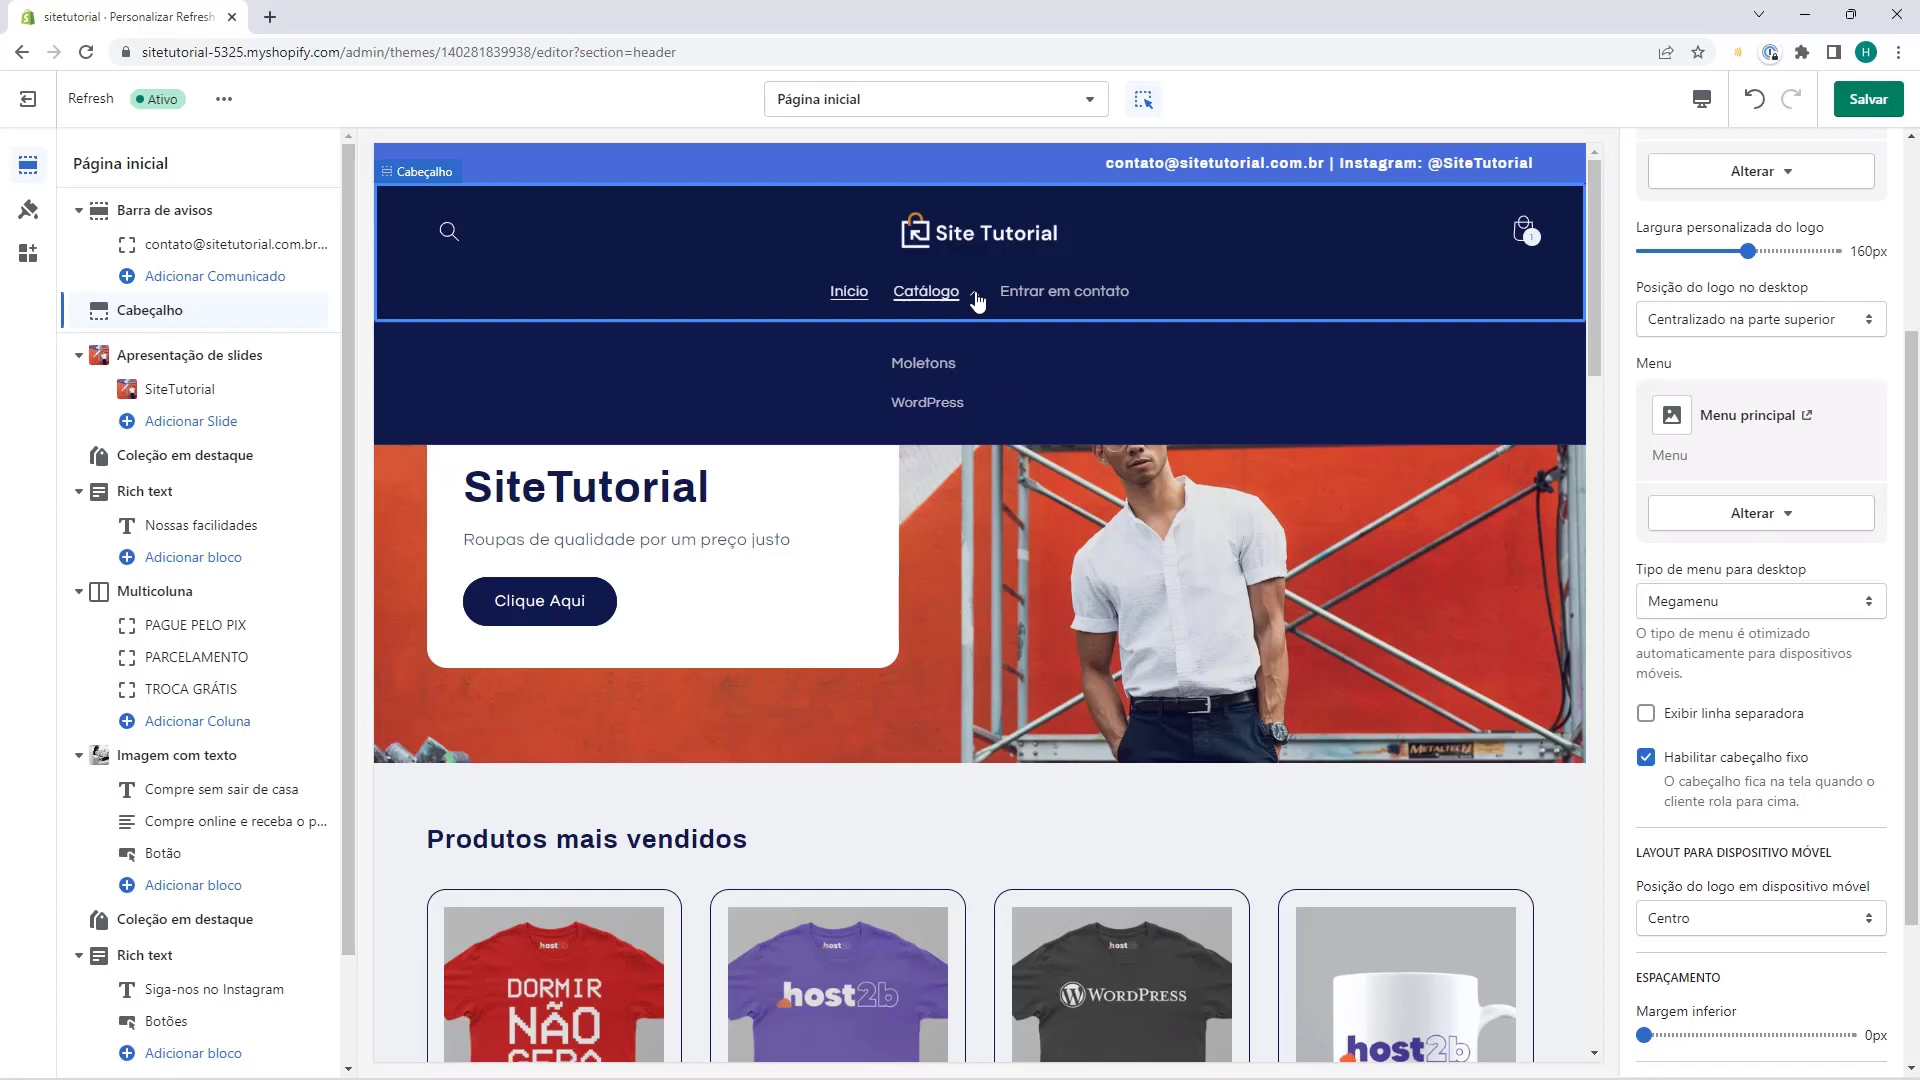 sitetutorial · Personalizar Refresh
sitetutorial-5325.myshopify.com/admin/themes/140281839938/editor?section=header
H
Refresh
Ativo
Página inicial
Salvar
Página inicial
Barra de avisos
contato@sitetutorial.com.br...
Adicionar Comunicado
Cabeçalho
Apresentação de slides
SiteTutorial
Adicionar Slide
Coleção em destaque
Rich text
Nossas facilidades
Adicionar bloco
Multicoluna
PAGUE PELO PIX
PARCELAMENTO
TROCA GRÁTIS
Adicionar Coluna
Imagem com texto
Compre sem sair de casa
Compre online e receba o p...
Botão
Adicionar bloco
Coleção em destaque
Rich text
Siga-nos no Instagram
Botões
Adicionar bloco
contato@sitetutorial.com.br | Instagram: @SiteTutorial
Cabeçalho
Site Tutorial
1
Início Catálogo Entrar em contato
Moletons
WordPress
SiteTutorial
Roupas de qualidade por um preço justo
Clique Aqui
METALTECH
Produtos mais vendidos
.host2b
DORMIR
NÃO
GERA
.host2b
.host2b
.host2b
WORDPRESS
.host2b
Alterar
Largura personalizada do logo
160px
Posição do logo no desktop
Centralizado na parte superior
Menu
Menu principal
Menu
Alterar
Tipo de menu para desktop
Megamenu
O tipo de menu é otimizado
automaticamente para dispositivos
móveis.
Exibir linha separadora
Habilitar cabeçalho fixo
O cabeçalho fica na tela quando o
cliente rola para cima.
LAYOUT PARA DISPOSITIVO MÓVEL
Posição do logo em dispositivo móvel
Centro
ESPAÇAMENTO
Margem inferior
0px